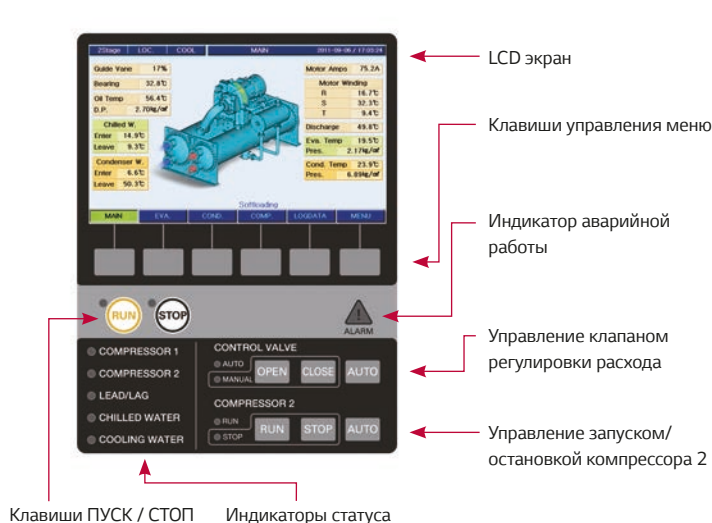 2Stage LOC. COOL MAIN 2011-09-06 / 17:03:24
Guide Vane 17%
Bearing 32.8℃
Oil Temp 56.4℃
D.P. 2.70kg/㎠
Chilled W.
Enter 14.9℃
Leave 9.3℃
Condenser W.
Enter 6.6℃
Leave 50.3℃
Motor Amps 75.2A
Motor Winding
R 16.7℃
S 32.3℃
T 9.4℃
Discharge 49.8℃
Eva. Temp 19.5℃
Pres. 2.17kg/㎠
Cond. Temp 23.9℃
Pres. 6.89kg/㎠
Softloading
MAIN EVA. COND. COMP. LOGDATA MENU
RUN STOP
ALARM
COMPRESSOR 1
COMPRESSOR 2
LEAD/LAG
CHILLED WATER
COOLING WATER
CONTROL VALVE
AUTO
MANUAL
OPEN CLOSE AUTO
COMPRESSOR 2
RUN
STOP
RUN STOP AUTO
LCD экран
Клавиши управления меню
Индикатор аварийной
работы
Управление клапаном
регулировки расхода
Управление запуском/
остановкой компрессора 2
Клавиши ПУСК / СТОП
Индикаторы статуса